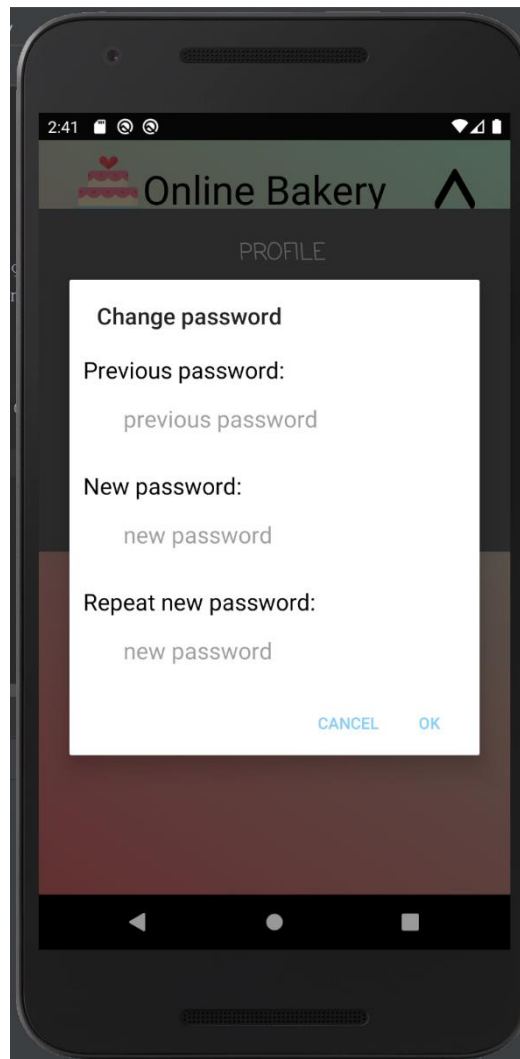 2:41
Online Bakery
PROFILE
Change password
Previous password:
previous password
New password:
new password
Repeat new password:
new password
CANCEL OK